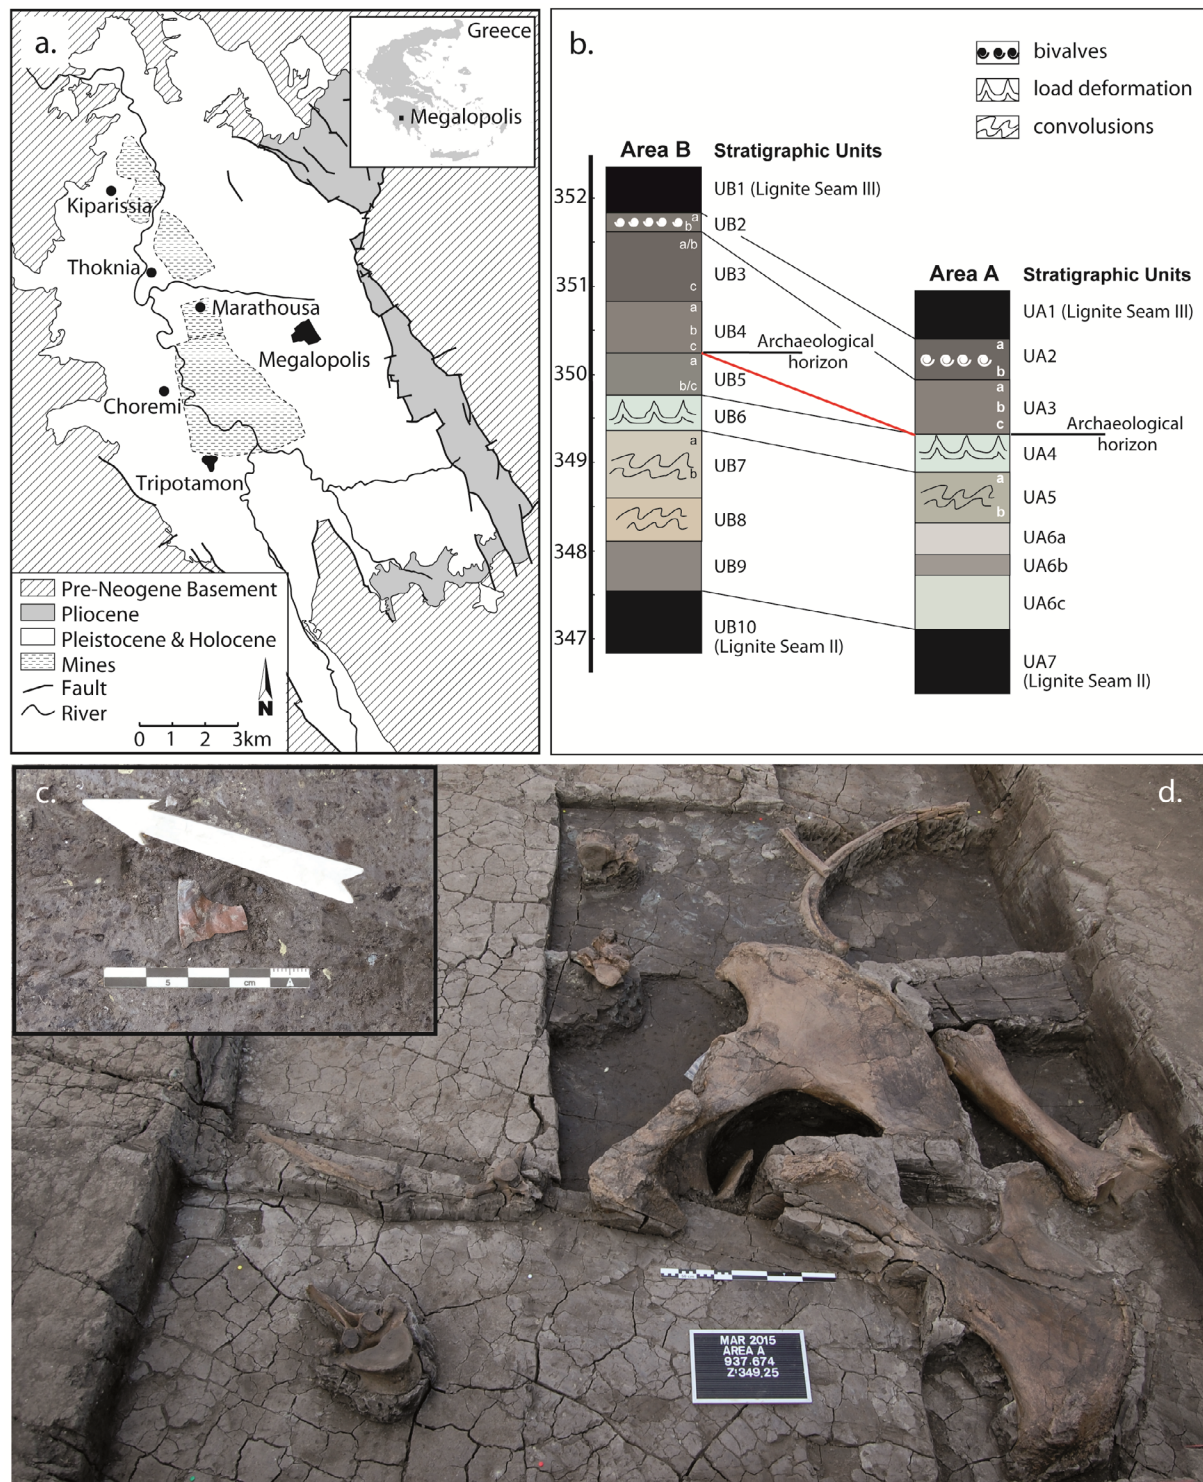 a.
Greece
Megalopolis
Kiparissia
Thoknia
Marathousa
Megalopolis
Choremi
Tripotamon
Pre-Neogene Basement
Pliocene
Pleistocene & Holocene
Mines
Fault
River
N
0 1 2 3km
b.
bivalves
load deformation
convolusions
Area B Stratigraphic Units
352
351
350
349
348
347
UB1 (Lignite Seam III)
a
b
UB2
a/b
UB3
c
a
b
UB4
c
Archaeological
horizon
a
UB5
b/c
UB6
a
UB7
b
UB8
UB9
UB10
(Lignite Seam II)
Area A Stratigraphic Units
UA1 (Lignite Seam III)
a
UA2
b
a
b
UA3
c
Archaeological
horizon
UA4
a
UA5
b
UA6a
UA6b
UA6c
UA7
(Lignite Seam II)
c.
5 cm A
d.
MAR 2015
AREA A
937.674
Z:349.25